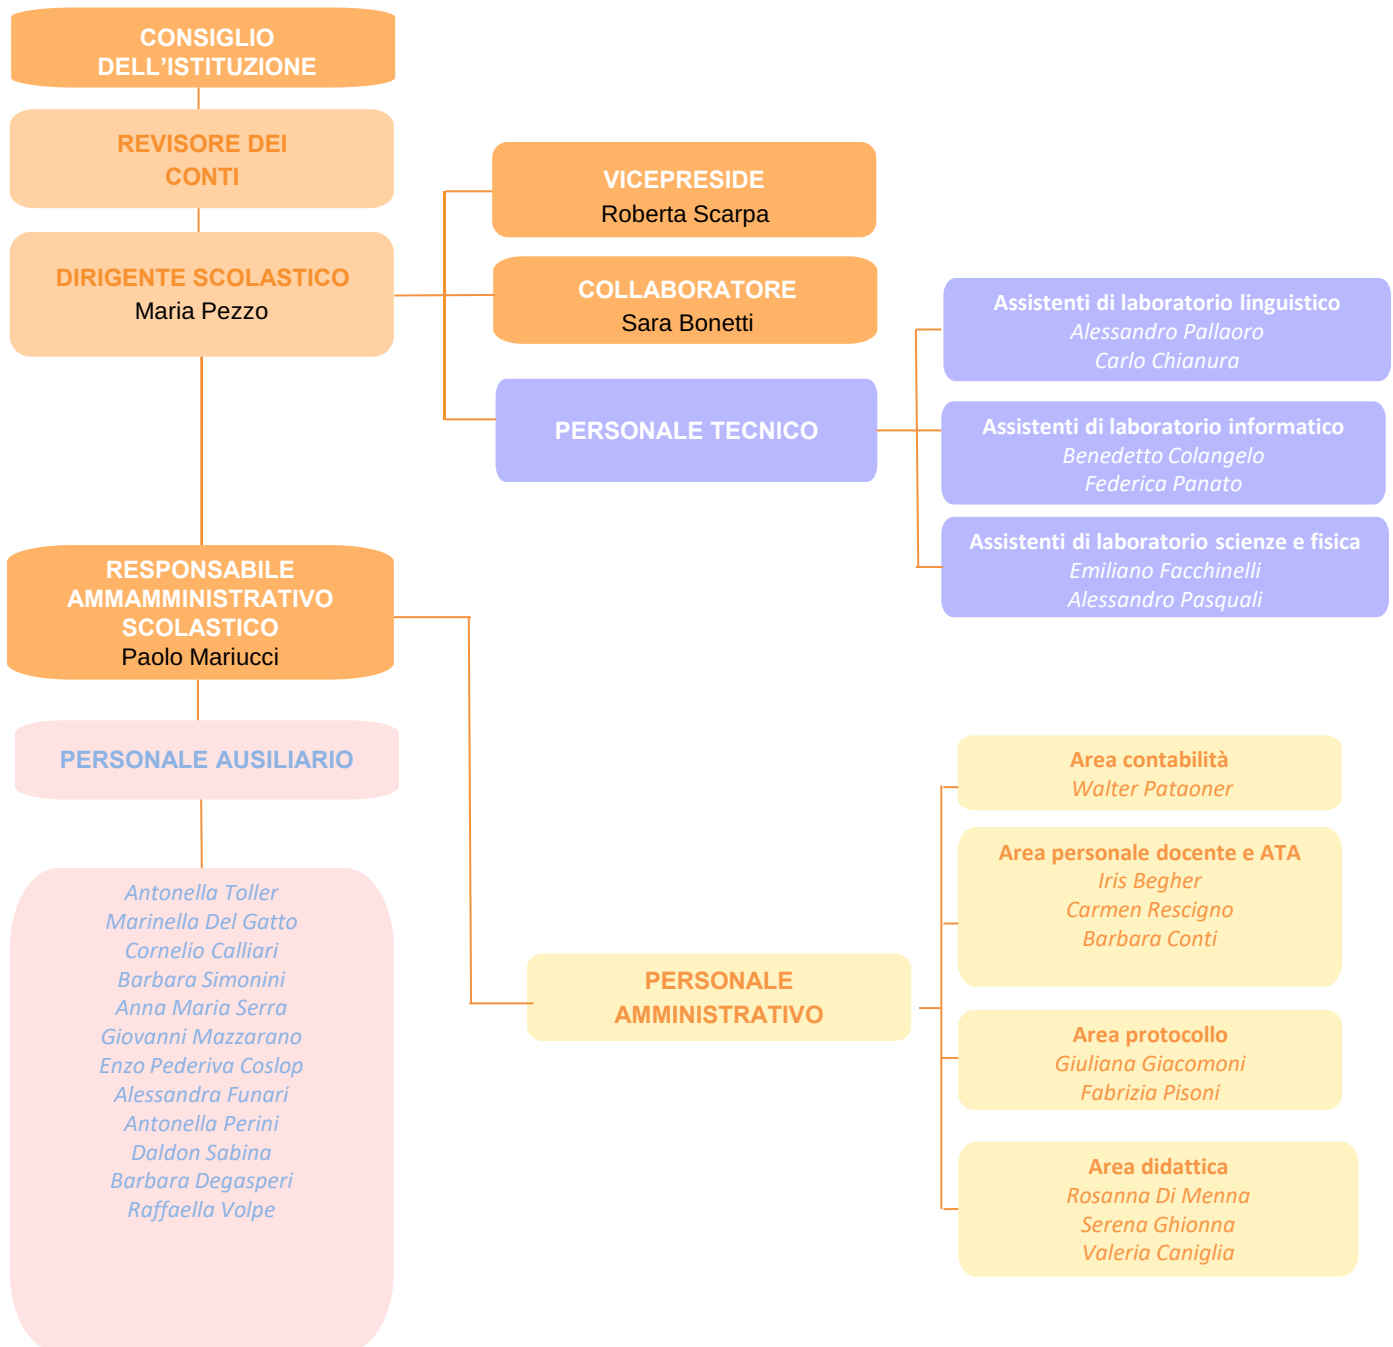 CONSIGLIO
DELL’ISTITUZIONE
REVISORE DEI
CONTI
DIRIGENTE SCOLASTICO
Maria Pezzo
VICEPRESIDE
Roberta Scarpa
COLLABORATORE
Sara Bonetti
PERSONALE TECNICO
Assistenti di laboratorio linguistico
Alessandro Pallaoro
Carlo Chianura
Assistenti di laboratorio informatico
Benedetto Colangelo
Federica Panato
Assistenti di laboratorio scienze e fisica
Emiliano Facchinelli
Alessandro Pasquali
RESPONSABILE
AMMAMMINISTRATIVO
SCOLASTICO
Paolo Mariucci
PERSONALE AUSILIARIO
Antonella Toller
Marinella Del Gatto
Cornelio Calliari
Barbara Simonini
Anna Maria Serra
Giovanni Mazzarano
Enzo Pederiva Coslop
Alessandra Funari
Antonella Perini
Daldon Sabina
Barbara Degasperi
Raffaella Volpe
PERSONALE
AMMINISTRATIVO
Area contabilità
Walter Pataoner
Area personale docente e ATA
Iris Begher
Carmen Rescigno
Barbara Conti
Area protocollo
Giuliana Giacomoni
Fabrizia Pisoni
Area didattica
Rosanna Di Menna
Serena Ghionna
Valeria Caniglia